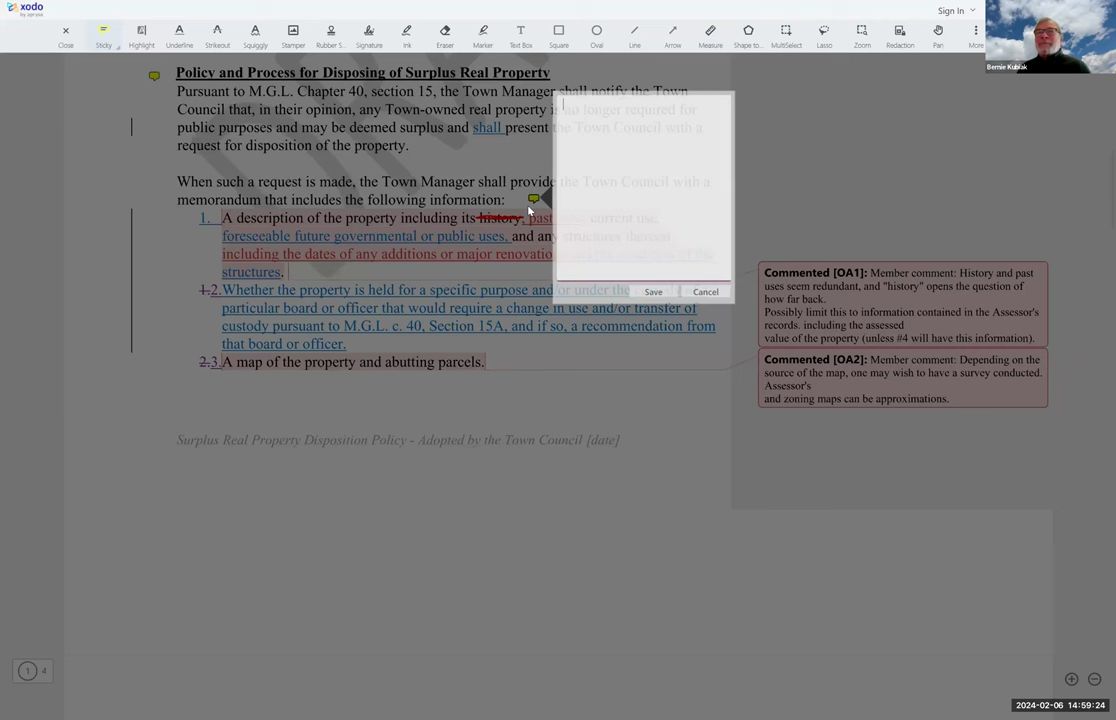 xodo
by apryse
Sign In
Close
Sticky
Highlight
Underline
Strikeout
Squiggly
Stamper
Rubber S...
Signature
Ink
Eraser
Marker
Text Box
Square
Oval
Line
Arrow
Measure
Shape to...
MultiSelect
Lasso
Zoom
Redaction
Pan
More
Bernie Kubiak
Policy and Process for Disposing of Surplus Real Property
Pursuant to M.G.L. Chapter 40, section 15, the Town Manager shall notify the Town
Council that, in their opinion, any Town-owned real property is no longer required for
public purposes and may be deemed surplus and shall present the Town Council with a
request for disposition of the property.
When such a request is made, the Town Manager shall provide the Town Council with a
memorandum that includes the following information:
1. A description of the property including its history, past current use,
foreseeable future governmental or public uses, and any structures thereon
including the dates of any additions or major renovations
structures.
1.2. Whether the property is held for a specific purpose and/or under the
particular board or officer that would require a change in use and/or transfer of
custody pursuant to M.G.L. c. 40, Section 15A, and if so, a recommendation from
that board or officer.
2.3. A map of the property and abutting parcels.
Save
Cancel
Commented [OA1]: Member comment: History and past
uses seem redundant, and "history" opens the question of
how far back.
Possibly limit this to information contained in the Assessor's
records. including the assessed
value of the property (unless #4 will have this information).
Commented [OA2]: Member comment: Depending on the
source of the map, one may wish to have a survey conducted.
Assessor's
and zoning maps can be approximations.
Surplus Real Property Disposition Policy - Adopted by the Town Council [date]
1 4
2024-02-06 14:59:24